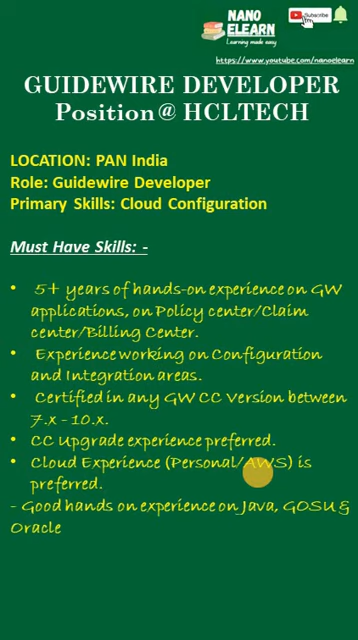 NANO
ELEARN
Learning made easy
Subscribe
https://www.youtube.com/nanoelearn
GUIDEWIRE DEVELOPER
Position@ HCLTECH
LOCATION: PAN India
Role: Guidewire Developer
Primary Skills: Cloud Configuration
Must Have Skills: -
• 5+ years of hands-on experience on GW
applications, on Policy center/Claim
center/Billing Center.
• Experience working on Configuration
and Integration areas.
• Certified in any GW CC Version between
7.x - 10.x.
• CC Upgrade experience preferred.
• Cloud Experience (Personal/AWS) is
preferred.
- Good hands on experience on Java, GOSU &
Oracle